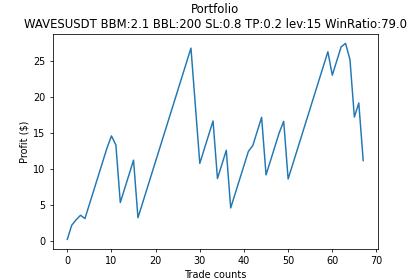 Portfolio
WAVESUSDT BBM:2.1 BBL:200 SL:0.8 TP:0.2 lev:15 WinRatio:79.0
25
20
15
10
5
0
Profit ($)
0 10 20 30 40 50 60 70
Trade counts